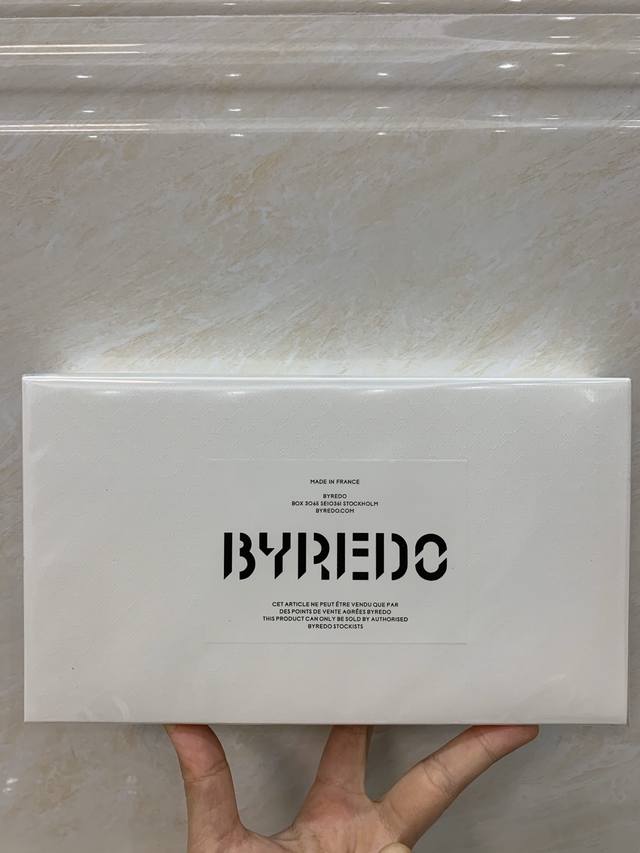 MADE IN FRANCE
BYREDO
BOX 3065 SE10361 STOCKHOLM
BYREDO.COM
BYREDO
CET ARTICLE NE PEUT ÊTRE VENDU QUE PAR
DES POINTS DE VENTE AGRÉES BYREDO
THIS PRODUCT CAN ONLY BE SOLD BY AUTHORISED
BYREDO STOCKISTS